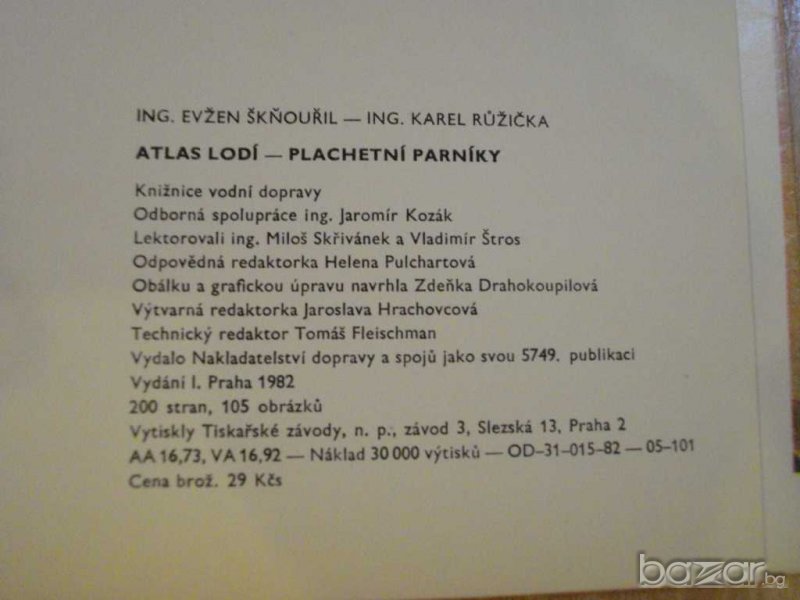 ING. EVŽEN ŠKŇOUŘIL — ING. KAREL RŮŽIČKA
ATLAS LODÍ — PLACHETNÍ PARNÍKY
Knižnice vodní dopravy
Odborná spolupráce ing. Jaromír Kozák
Lektorovali ing. Miloš Skřivánek a Vladimír Štros
Odpovědná redaktorka Helena Pulchartová
Obálku a grafickou úpravu navrhla Zdeňka Drahokoupilová
Výtvarná redaktorka Jaroslava Hrachovcová
Technický redaktor Tomáš Fleischman
Vydalo Nakladatelství dopravy a spojů jako svou 5749. publikaci
Vydání I. Praha 1982
200 stran, 105 obrázků
Vytiskly Tiskařské závody, n. p., závod 3, Slezská 13, Praha 2
AA 16,73, VA 16,92 — Náklad 30 000 výtisků — OD–31–015–82 — 05–101
Cena brož. 29 Kčs
bazar.bg